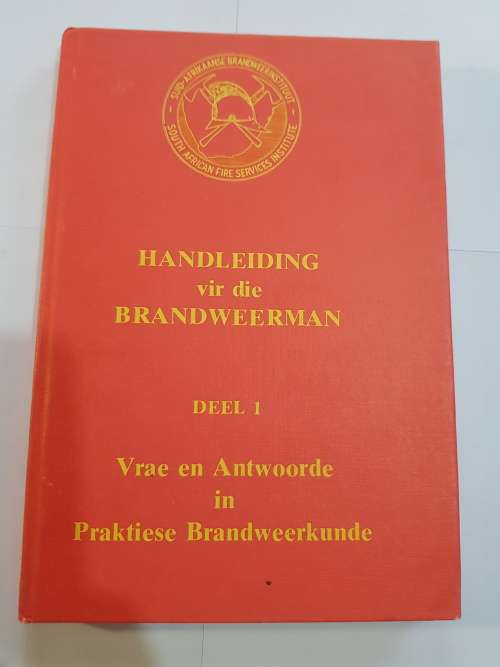 SUID-AFRIKAANSE BRANDWEERINSTITUUT
SOUTH AFRICAN FIRE SERVICES INSTITUTE
HANDLEIDING
vir die
BRANDWEERMAN
DEEL 1
Vrae en Antwoorde
in
Praktiese Brandweerkunde